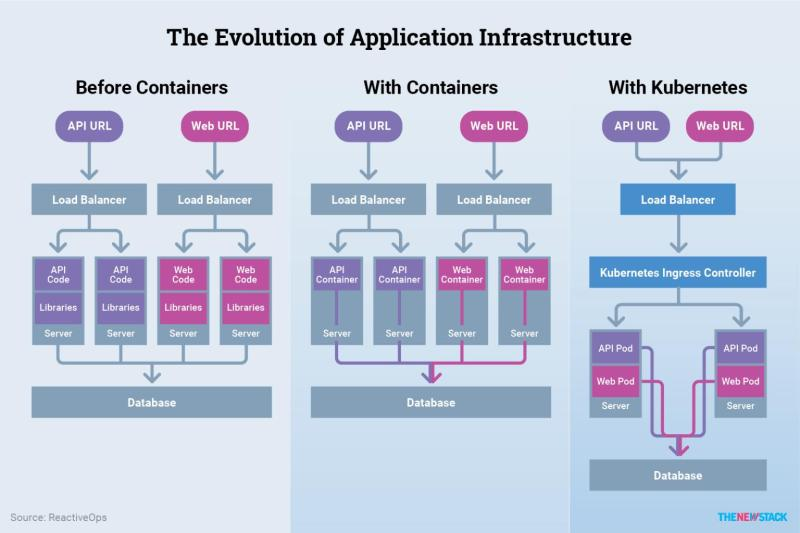 The Evolution of Application Infrastructure
Before Containers
API URL
Web URL
Load Balancer
Load Balancer
API
Code
Libraries
Server
API
Code
Libraries
Server
Web
Code
Libraries
Server
Web
Code
Libraries
Server
Database
With Containers
API URL
Web URL
Load Balancer
Load Balancer
API
Container
Server
API
Container
Server
Web
Container
Server
Web
Container
Server
Database
With Kubernetes
API URL
Web URL
Load Balancer
Kubernetes Ingress Controller
API Pod
Web Pod
Server
API Pod
Web Pod
Server
Database
Source: ReactiveOps
THENEWSTACK